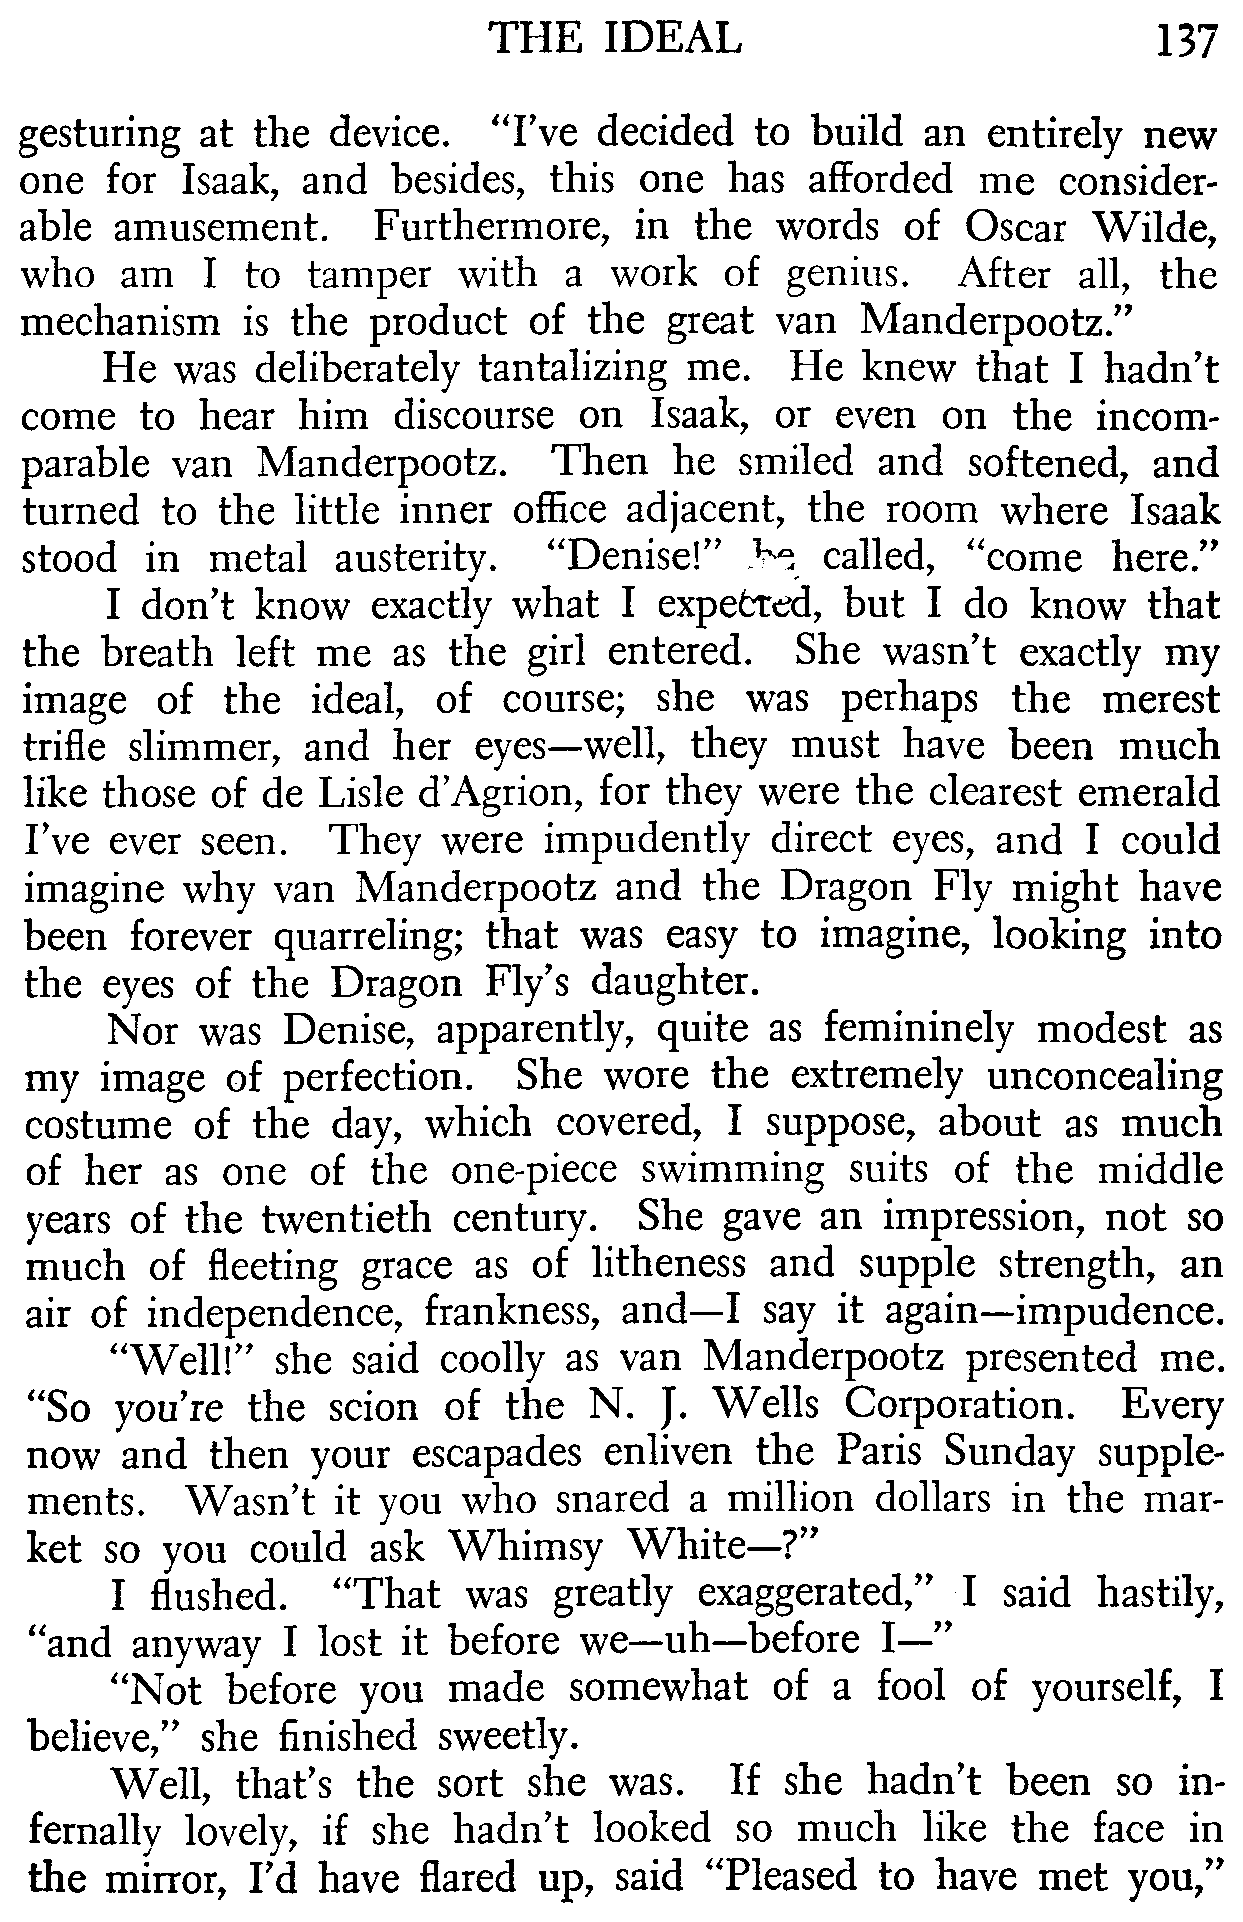 THE IDEAL 137
gesturing at the device. “I’ve decided to build an entirely new
one for Isaak, and besides, this one has afforded me consider-
able amusement. Furthermore, in the words of Oscar Wilde,
who am I to tamper with a work of genius. After all, the
mechanism is the product of the great van Manderpootz.”
He was deliberately tantalizing me. He knew that I hadn’t
come to hear him discourse on Isaak, or even on the incom-
parable van Manderpootz. Then he smiled and softened, and
turned to the little inner office adjacent, the room where Isaak
stood in metal austerity. “Denise!” he called, “come here.”
I don’t know exactly what I expected, but I do know that
the breath left me as the girl entered. She wasn’t exactly my
image of the ideal, of course; she was perhaps the merest
trifle slimmer, and her eyes—well, they must have been much
like those of de Lisle d’Agrion, for they were the clearest emerald
I’ve ever seen. They were impudently direct eyes, and I could
imagine why van Manderpootz and the Dragon Fly might have
been forever quarreling; that was easy to imagine, looking into
the eyes of the Dragon Fly’s daughter.
Nor was Denise, apparently, quite as femininely modest as
my image of perfection. She wore the extremely unconcealing
costume of the day, which covered, I suppose, about as much
of her as one of the one-piece swimming suits of the middle
years of the twentieth century. She gave an impression, not so
much of fleeting grace as of litheness and supple strength, an
air of independence, frankness, and—I say it again—impudence.
“Well!” she said coolly as van Manderpootz presented me.
“So you’re the scion of the N. J. Wells Corporation. Every
now and then your escapades enliven the Paris Sunday supple-
ments. Wasn’t it you who snared a million dollars in the mar-
ket so you could ask Whimsy White—?”
I flushed. “That was greatly exaggerated,” I said hastily,
“and anyway I lost it before we—uh—before I—”
“Not before you made somewhat of a fool of yourself, I
believe,” she finished sweetly.
Well, that’s the sort she was. If she hadn’t been so in-
fernally lovely, if she hadn’t looked so much like the face in
the mirror, I’d have flared up, said “Pleased to have met you,”